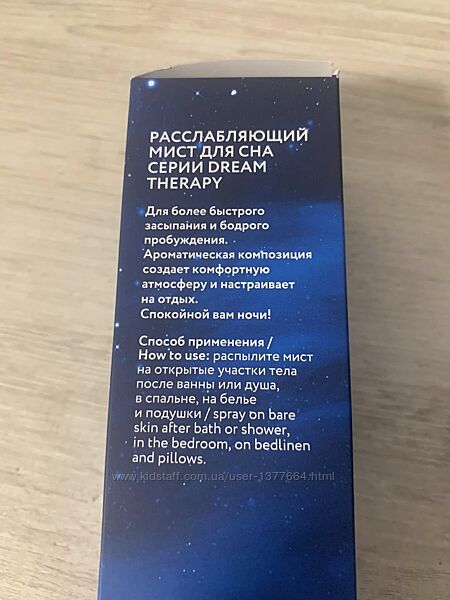 РАССЛАБЛЯЮЩИЙ
МИСТ ДЛЯ СНА
СЕРИИ DREAM
THERAPY
Для более быстрого
засыпания и бодрого
пробуждения.
Ароматическая композиция
создает комфортную
атмосферу и настраивает
на отдых.
Спокойной вам ночи!
Способ применения /
How to use: распылите мист
на открытые участки тела
после ванны или душа,
в спальне, на белье
и подушки / spray on bare
skin after bath or shower,
in the bedroom, on bedlinen
and pillows.
www.kidstaff.com.ua/user-1377664.html